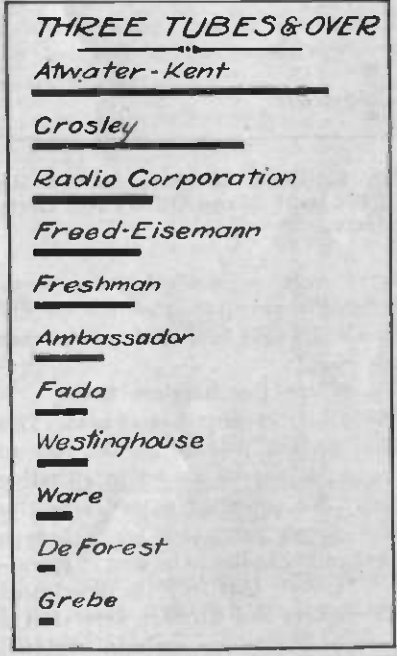 THREE TUBES & OVER
Atwater-Kent
Crosley
Radio Corporation
Freed-Eisemann
Freshman
Ambassador
Fada
Westinghouse
Ware
De Forest
Grebe